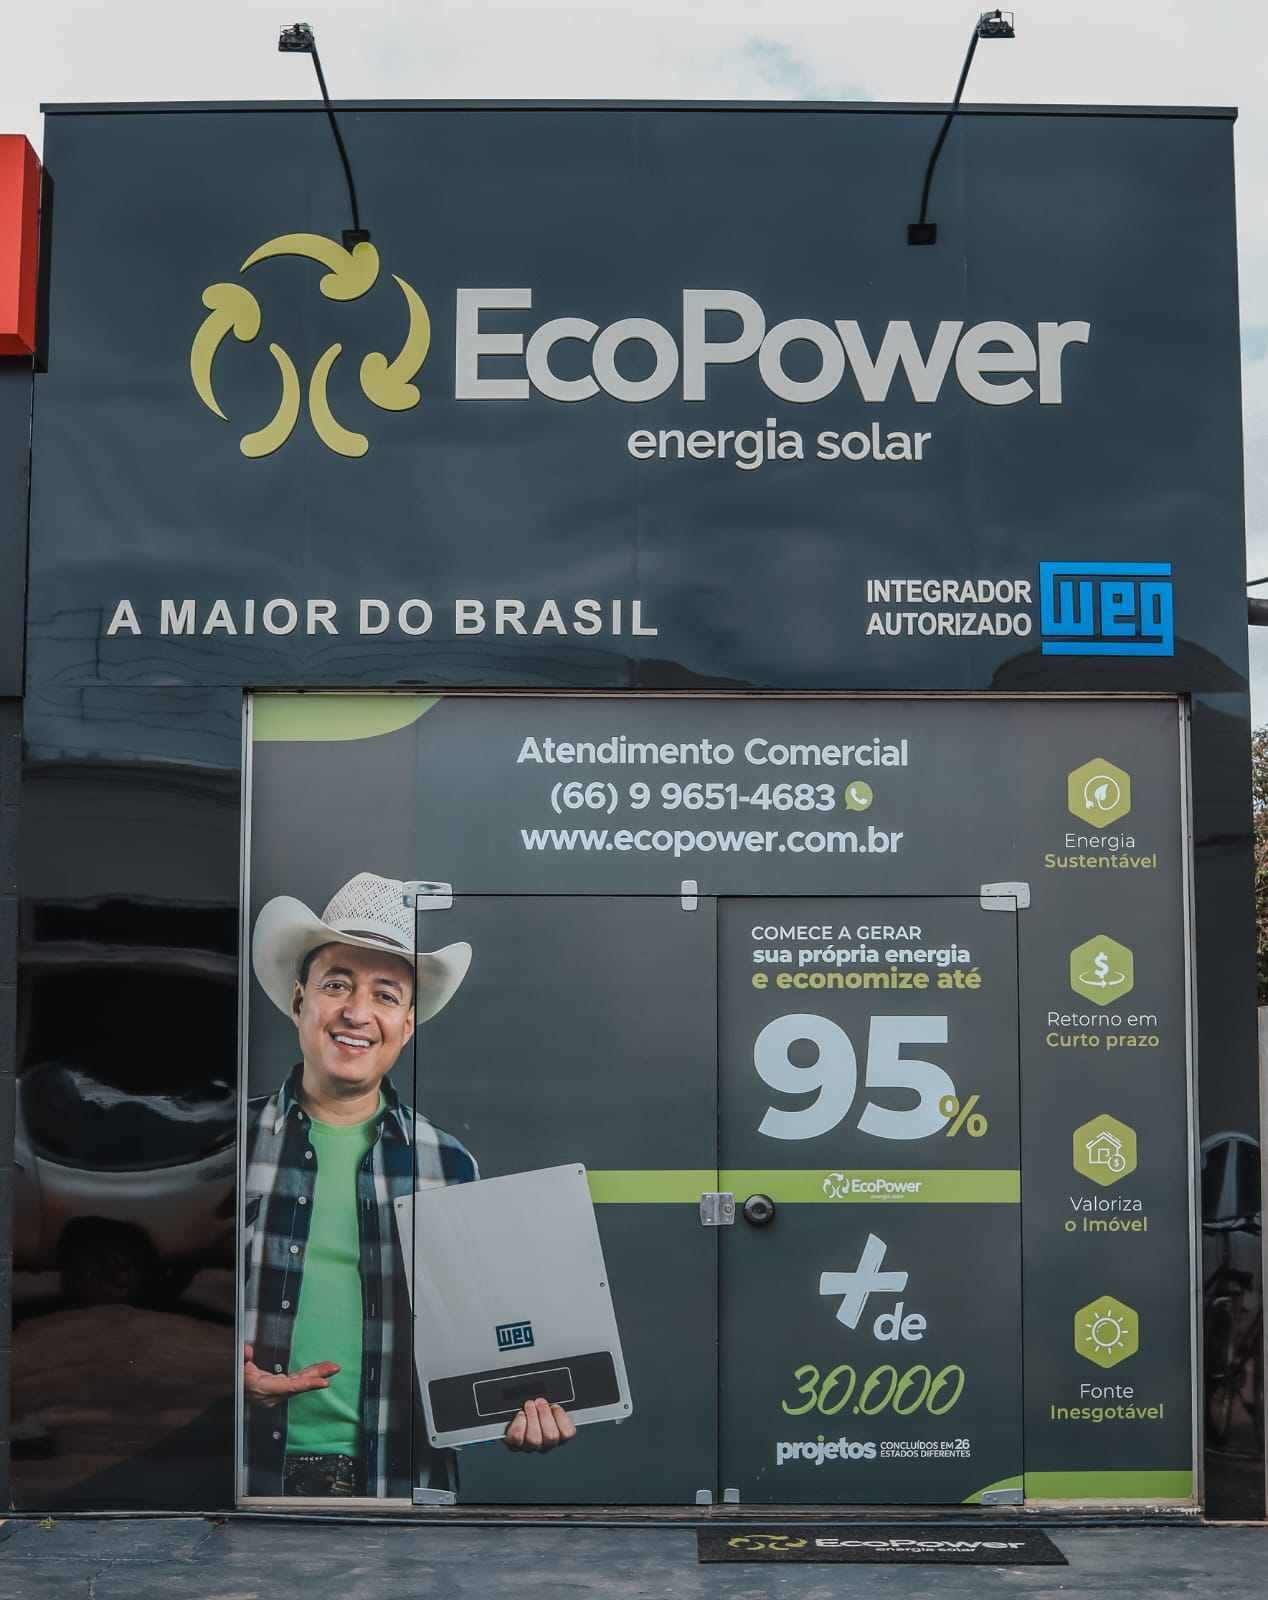 EcoPower
energia solar
A MAIOR DO BRASIL
INTEGRADOR
AUTORIZADO
weg
Atendimento Comercial
(66) 9 9651-4683
www.ecopower.com.br
Energia
Sustentável
COMECE A GERAR
sua própria energia
e economize até
95%
Retorno em
Curto prazo
Valoriza
o Imóvel
EcoPower
energia solar
+ de
30.000
projetos CONCLUÍDOS EM 26
ESTADOS DIFERENTES
Fonte
Inesgotável
weg
EcoPower
energia solar